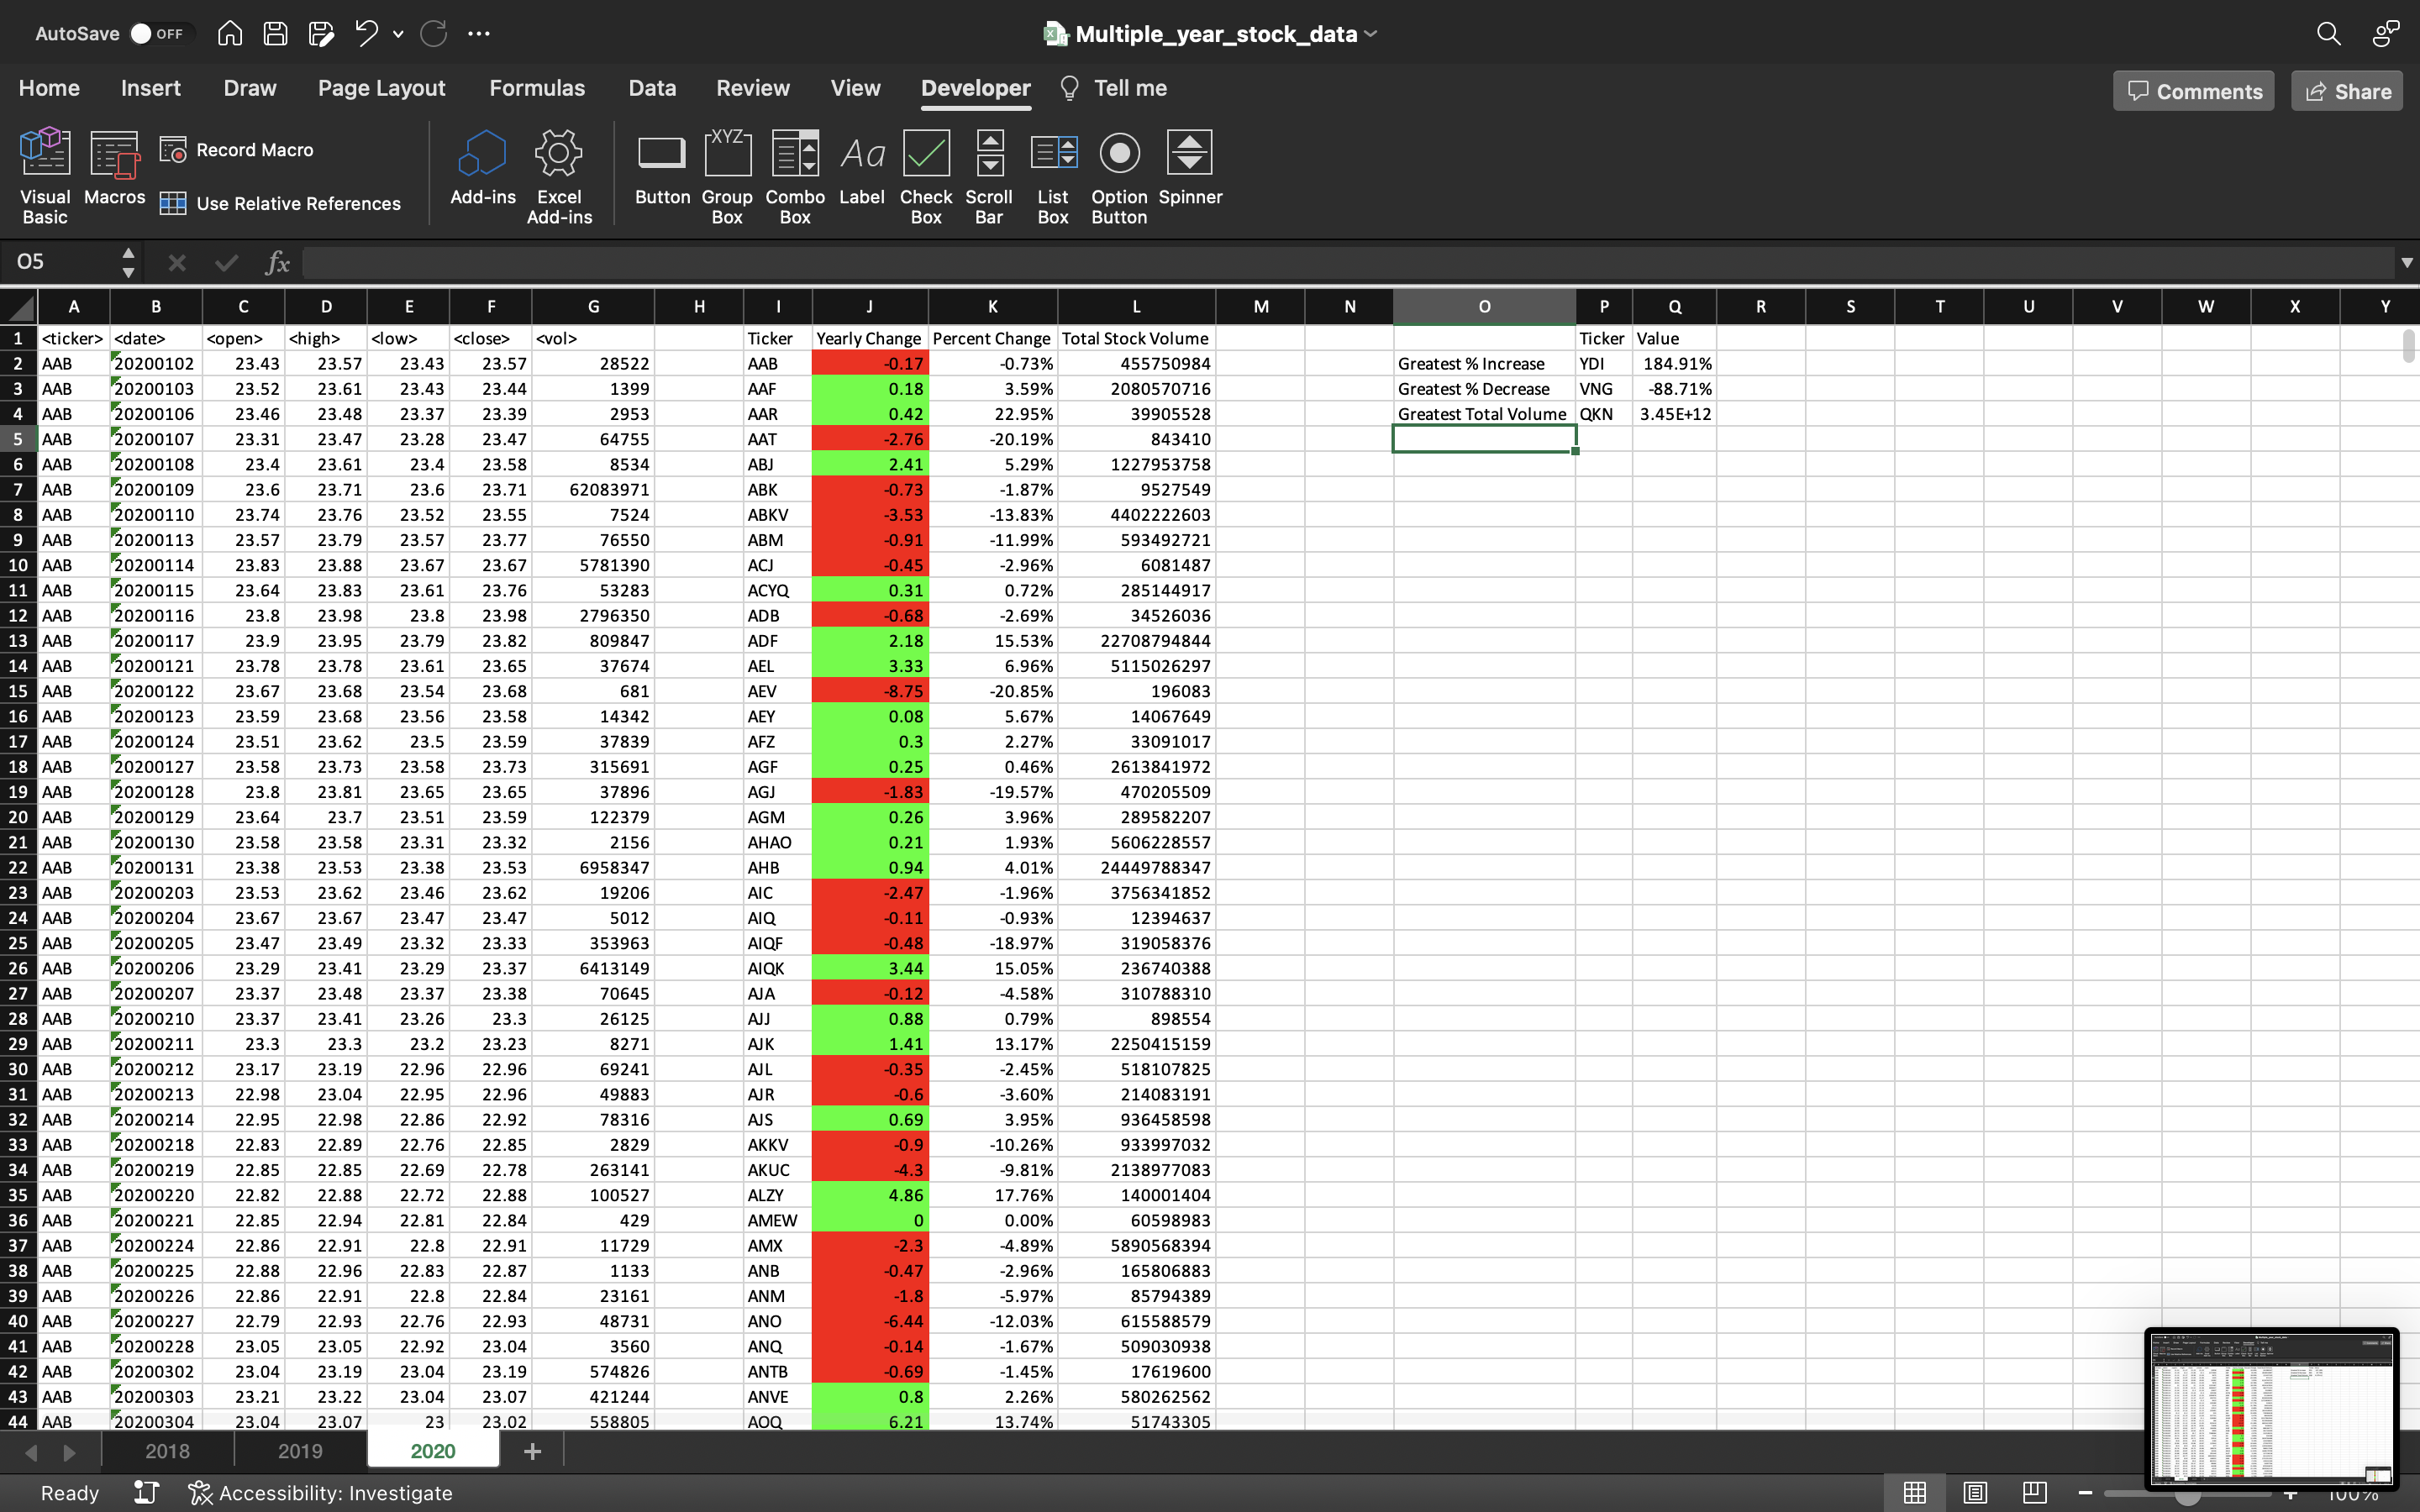 AutoSave OFF Multiple_year_stock_data
Home Insert Draw Page Layout Formulas Data Review View Developer Tell me Comments Share
Visual Basic Macros Record Macro Use Relative References Add-ins Excel Add-ins Button Group Box Combo Box Label Check Box Scroll Bar List Box Option Button Spinner
O5 fx
A B C D E F G H I J K L M N O P Q R S T U V W X Y
1 <ticker> <date> <open> <high> <low> <close> <vol> Ticker Yearly Change Percent Change Total Stock Volume Ticker Value
2 AAB 20200102 23.43 23.57 23.43 23.57 28522 AAB -0.17 -0.73% 455750984 Greatest % Increase YDI 184.91%
3 AAB 20200103 23.52 23.61 23.43 23.44 1399 AAF 0.18 3.59% 2080570716 Greatest % Decrease VNG -88.71%
4 AAB 20200106 23.46 23.48 23.37 23.39 2953 AAR 0.42 22.95% 39905528 Greatest Total Volume QKN 3.45E+12
5 AAB 20200107 23.31 23.47 23.28 23.47 64755 AAT -2.76 -20.19% 843410
6 AAB 20200108 23.4 23.61 23.4 23.58 8534 ABJ 2.41 5.29% 1227953758
7 AAB 20200109 23.6 23.71 23.6 23.71 62083971 ABK -0.73 -1.87% 9527549
8 AAB 20200110 23.74 23.76 23.52 23.55 7524 ABKV -3.53 -13.83% 4402222603
9 AAB 20200113 23.57 23.79 23.57 23.77 76550 ABM -0.91 -11.99% 593492721
10 AAB 20200114 23.83 23.88 23.67 23.67 5781390 ACJ -0.45 -2.96% 6081487
11 AAB 20200115 23.64 23.83 23.61 23.76 53283 ACYQ 0.31 0.72% 285144917
12 AAB 20200116 23.8 23.98 23.8 23.98 2796350 ADB -0.68 -2.69% 34526036
13 AAB 20200117 23.9 23.95 23.79 23.82 809847 ADF 2.18 15.53% 22708794844
14 AAB 20200121 23.78 23.78 23.61 23.65 37674 AEL 3.33 6.96% 5115026297
15 AAB 20200122 23.67 23.68 23.54 23.68 681 AEV -8.75 -20.85% 196083
16 AAB 20200123 23.59 23.68 23.56 23.58 14342 AEY 0.08 5.67% 14067649
17 AAB 20200124 23.51 23.62 23.5 23.59 37839 AFZ 0.3 2.27% 33091017
18 AAB 20200127 23.58 23.73 23.58 23.73 315691 AGF 0.25 0.46% 2613841972
19 AAB 20200128 23.8 23.81 23.65 23.65 37896 AGJ -1.83 -19.57% 470205509
20 AAB 20200129 23.64 23.7 23.51 23.59 122379 AGM 0.26 3.96% 289582207
21 AAB 20200130 23.58 23.58 23.31 23.32 2156 AHAO 0.21 1.93% 5606228557
22 AAB 20200131 23.38 23.53 23.38 23.53 6958347 AHB 0.94 4.01% 24449788347
23 AAB 20200203 23.53 23.62 23.46 23.62 19206 AIC -2.47 -1.96% 3756341852
24 AAB 20200204 23.67 23.67 23.47 23.47 5012 AIQ -0.11 -0.93% 12394637
25 AAB 20200205 23.47 23.49 23.32 23.33 353963 AIQF -0.48 -18.97% 319058376
26 AAB 20200206 23.29 23.41 23.29 23.37 6413149 AIQK 3.44 15.05% 236740388
27 AAB 20200207 23.37 23.48 23.37 23.38 70645 AJA -0.12 -4.58% 310788310
28 AAB 20200210 23.37 23.41 23.26 23.3 26125 AJJ 0.88 0.79% 898554
29 AAB 20200211 23.3 23.3 23.2 23.23 8271 AJK 1.41 13.17% 2250415159
30 AAB 20200212 23.17 23.19 22.96 22.96 69241 AJL -0.35 -2.45% 518107825
31 AAB 20200213 22.98 23.04 22.95 22.96 49883 AJR -0.6 -3.60% 214083191
32 AAB 20200214 22.95 22.98 22.86 22.92 78316 AJS 0.69 3.95% 936458598
33 AAB 20200218 22.83 22.89 22.76 22.85 2829 AKKV -0.9 -10.26% 933997032
34 AAB 20200219 22.85 22.85 22.69 22.78 263141 AKUC -4.3 -9.81% 2138977083
35 AAB 20200220 22.82 22.88 22.72 22.88 100527 ALZY 4.86 17.76% 140001404
36 AAB 20200221 22.85 22.94 22.81 22.84 429 AMEW 0 0.00% 60598983
37 AAB 20200224 22.86 22.91 22.8 22.91 11729 AMX -2.3 -4.89% 5890568394
38 AAB 20200225 22.88 22.96 22.83 22.87 1133 ANB -0.47 -2.96% 165806883
39 AAB 20200226 22.86 22.91 22.8 22.84 23161 ANM -1.8 -5.97% 85794389
40 AAB 20200227 22.79 22.93 22.76 22.93 48731 ANO -6.44 -12.03% 615588579
41 AAB 20200228 23.05 23.05 22.92 23.04 3560 ANQ -0.14 -1.67% 509030938
42 AAB 20200302 23.04 23.19 23.04 23.19 574826 ANTB -0.69 -1.45% 17619600
43 AAB 20200303 23.21 23.22 23.04 23.07 421244 ANVE 0.8 2.26% 580262562
44 AAB 20200304 23.04 23.07 23 23.02 558805 AOQ 6.21 13.74% 51743305
2018 2019 2020 +
Ready Accessibility: Investigate 100%